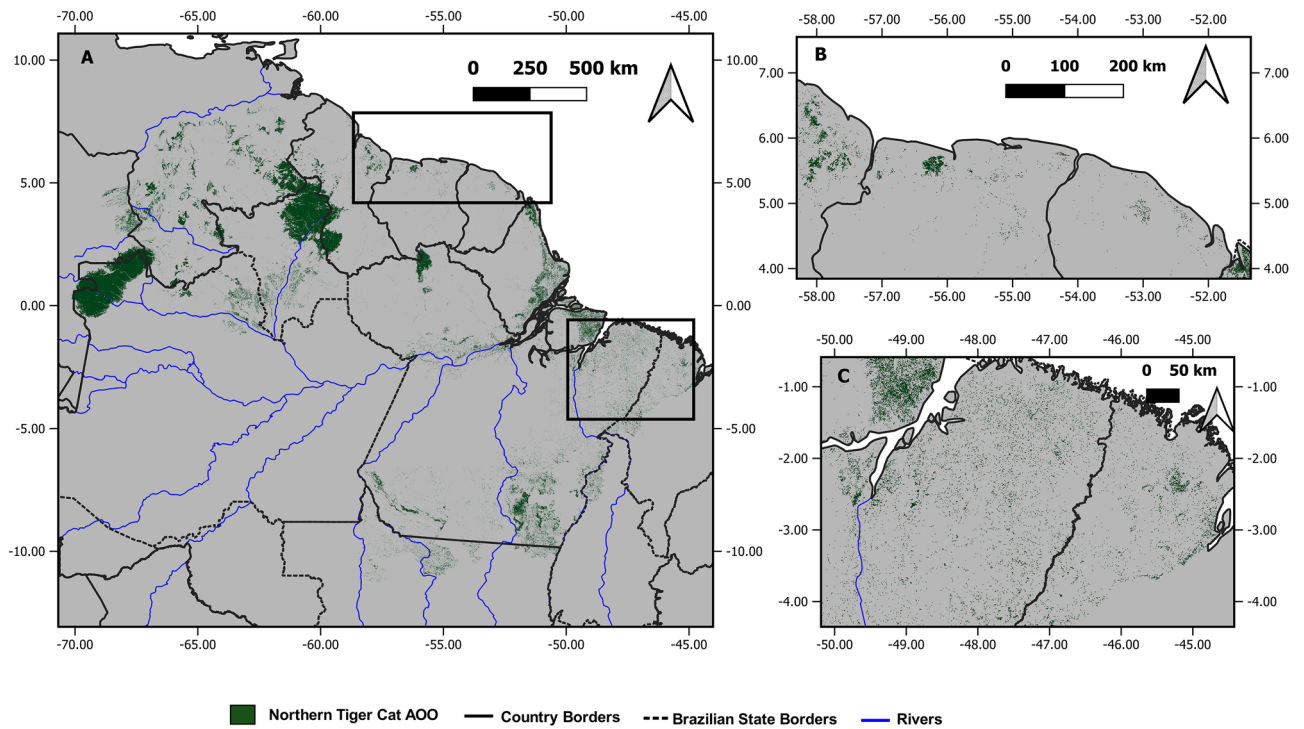 -70.00 -65.00 -60.00 -55.00 -50.00 -45.00
A
0 250 500 km
10.00 10.00
5.00 5.00
0.00 0.00
-5.00 -5.00
-10.00 -10.00
-70.00 -65.00 -60.00 -55.00 -50.00 -45.00
-58.00 -57.00 -56.00 -55.00 -54.00 -53.00 -52.00
B
0 100 200 km
7.00 7.00
6.00 6.00
5.00 5.00
4.00 4.00
-58.00 -57.00 -56.00 -55.00 -54.00 -53.00 -52.00
-50.00 -49.00 -48.00 -47.00 -46.00 -45.00
C
0 50 km
-1.00 -1.00
-2.00 -2.00
-3.00 -3.00
-4.00 -4.00
-50.00 -49.00 -48.00 -47.00 -46.00 -45.00
Northern Tiger Cat AOO Country Borders Brazilian State Borders Rivers